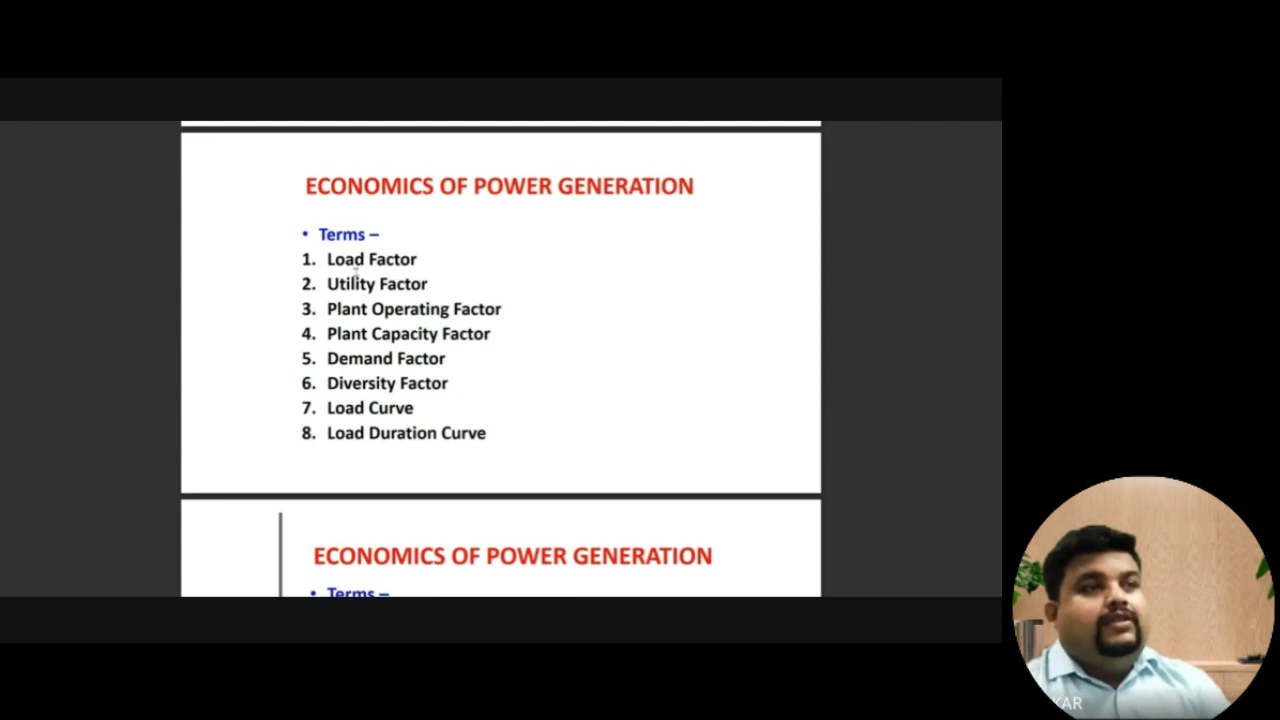 ECONOMICS OF POWER GENERATION
• Terms –
1. Load Factor
2. Utility Factor
3. Plant Operating Factor
4. Plant Capacity Factor
5. Demand Factor
6. Diversity Factor
7. Load Curve
8. Load Duration Curve
ECONOMICS OF POWER GENERATION
• Terms –
KAR